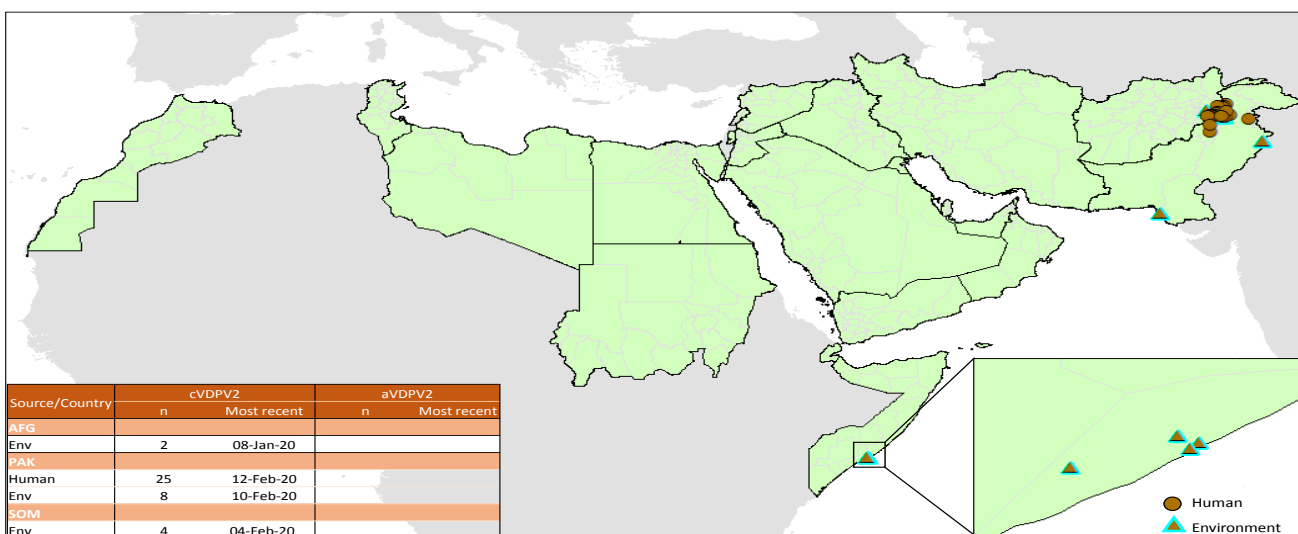 Source/Country cVDPV2 aVDPV2
n Most recent n Most recent
AFG
Env 2 08-Jan-20
PAK
Human 25 12-Feb-20
Env 8 10-Feb-20
SOM
Env 4 04-Feb-20
Human
Environment